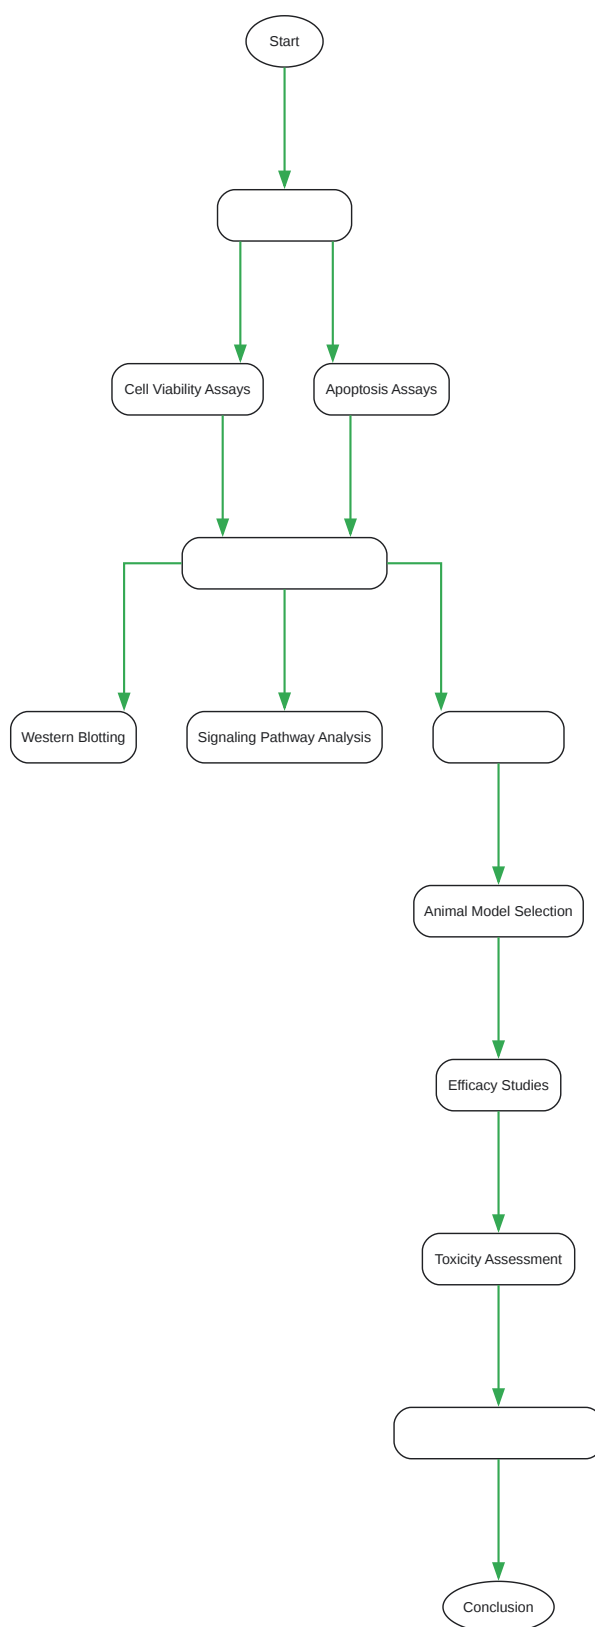 Start
Cell Viability Assays
Apoptosis Assays
Western Blotting
Signaling Pathway Analysis
Animal Model Selection
Efficacy Studies
Toxicity Assessment
Conclusion